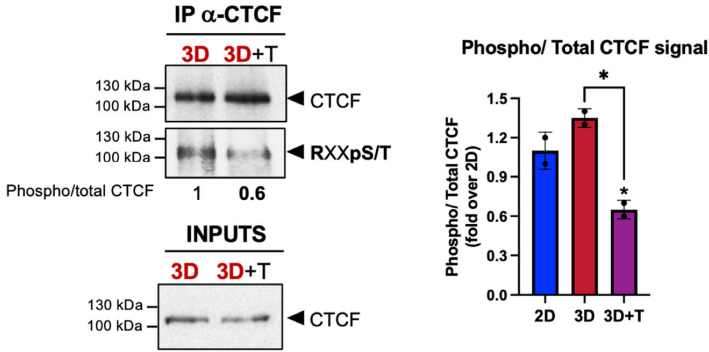 IP α-CTCF
3D 3D+T
130 kDa
100 kDa
CTCF
130 kDa
100 kDa
RXXpS/T
Phospho/total CTCF 1 0.6
INPUTS
3D 3D+T
130 kDa
100 kDa
CTCF
Phospho/ Total CTCF signal
*
*
Phospho/ Total CTCF
(fold over 2D)
1.5
1.2
0.9
0.6
0.3
0.0
2D 3D 3D+T